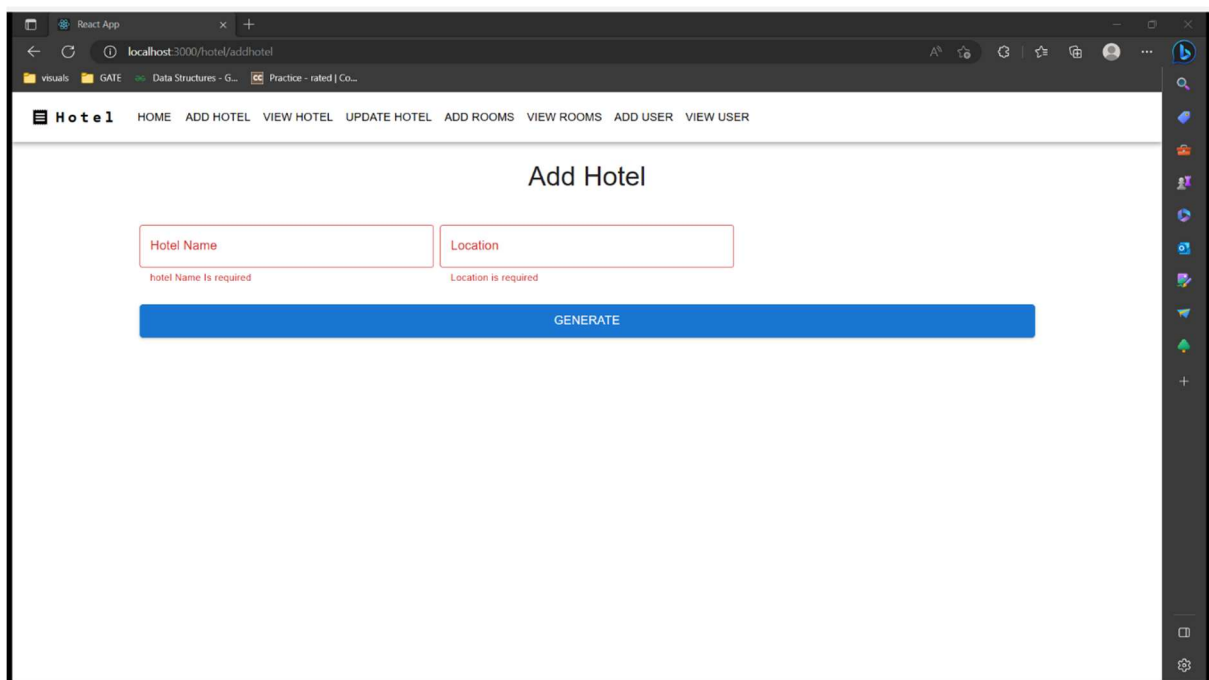 React App
localhost:3000/hotel/addhotel
visuals GATE Data Structures - G... CC Practice - rated | Co...
Hotel HOME ADD HOTEL VIEW HOTEL UPDATE HOTEL ADD ROOMS VIEW ROOMS ADD USER VIEW USER
Add Hotel
Hotel Name Location
hotel Name Is required Location is required
GENERATE